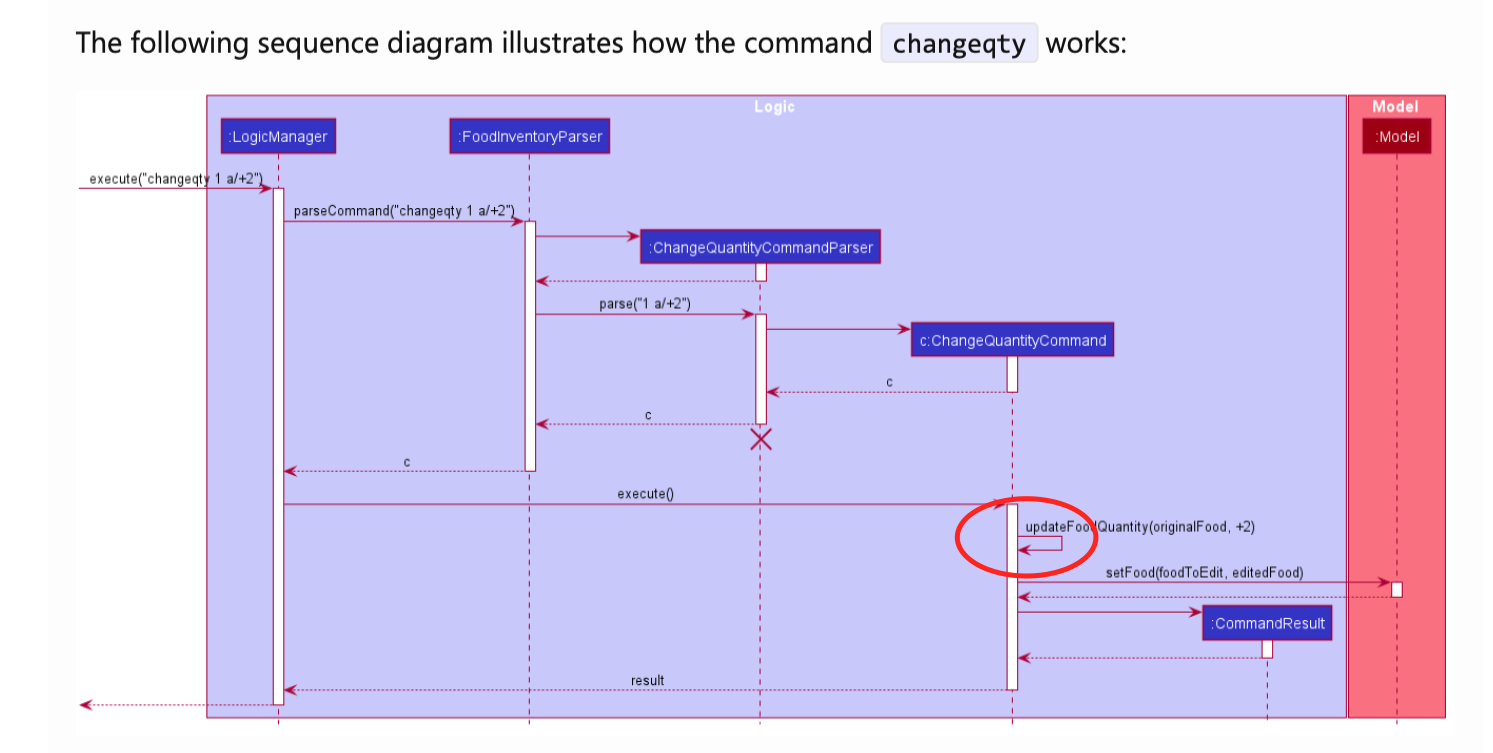 The following sequence diagram illustrates how the command changeqty works:
Logic
Model
:LogicManager
:FoodInventoryParser
:Model
execute("changeqty 1 a/+2")
parseCommand("changeqty 1 a/+2")
:ChangeQuantityCommandParser
parse("1 a/+2")
c:ChangeQuantityCommand
c
c
c
execute()
updateFoodQuantity(originalFood, +2)
setFood(foodToEdit, editedFood)
:CommandResult
result